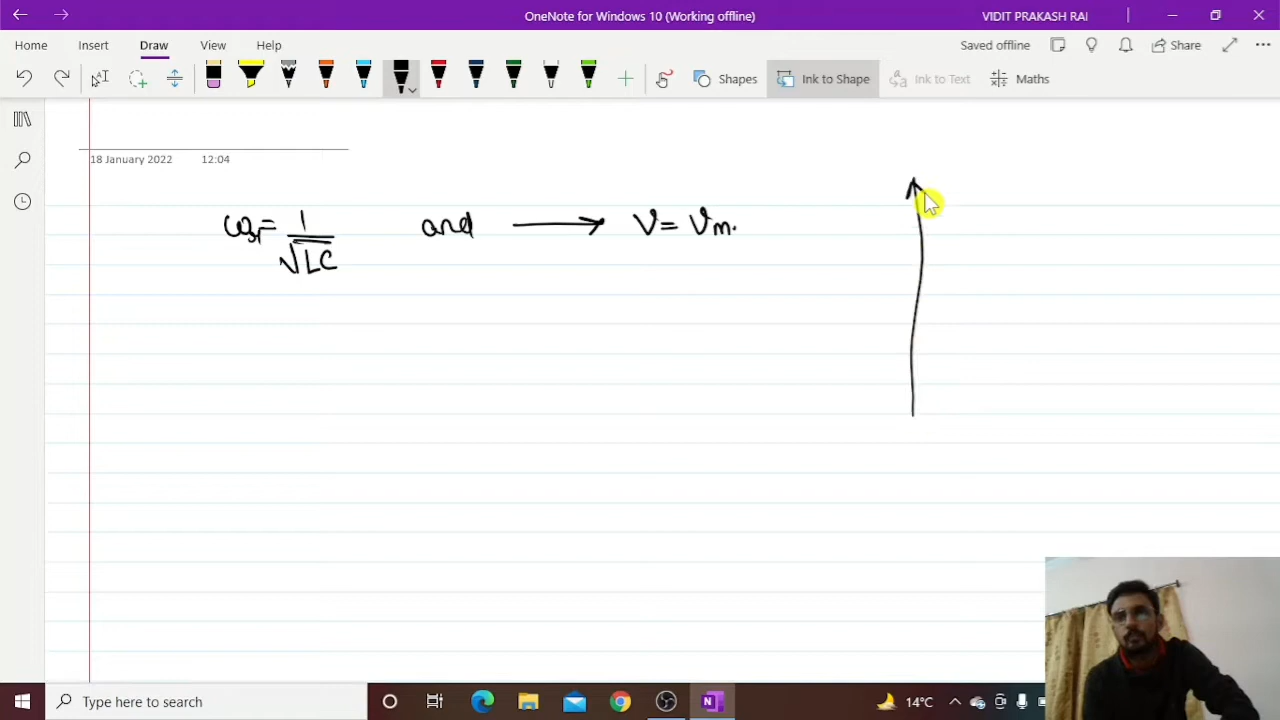 OneNote for Windows 10 (Working offline)
VIDIT PRAKASH RAI
Home Insert Draw View Help
Saved offline
Share
Shapes
Ink to Shape
Ink to Text
Maths
18 January 2022 12:04
ωr = 1/√LC and → V = Vm.
Type here to search
14°C